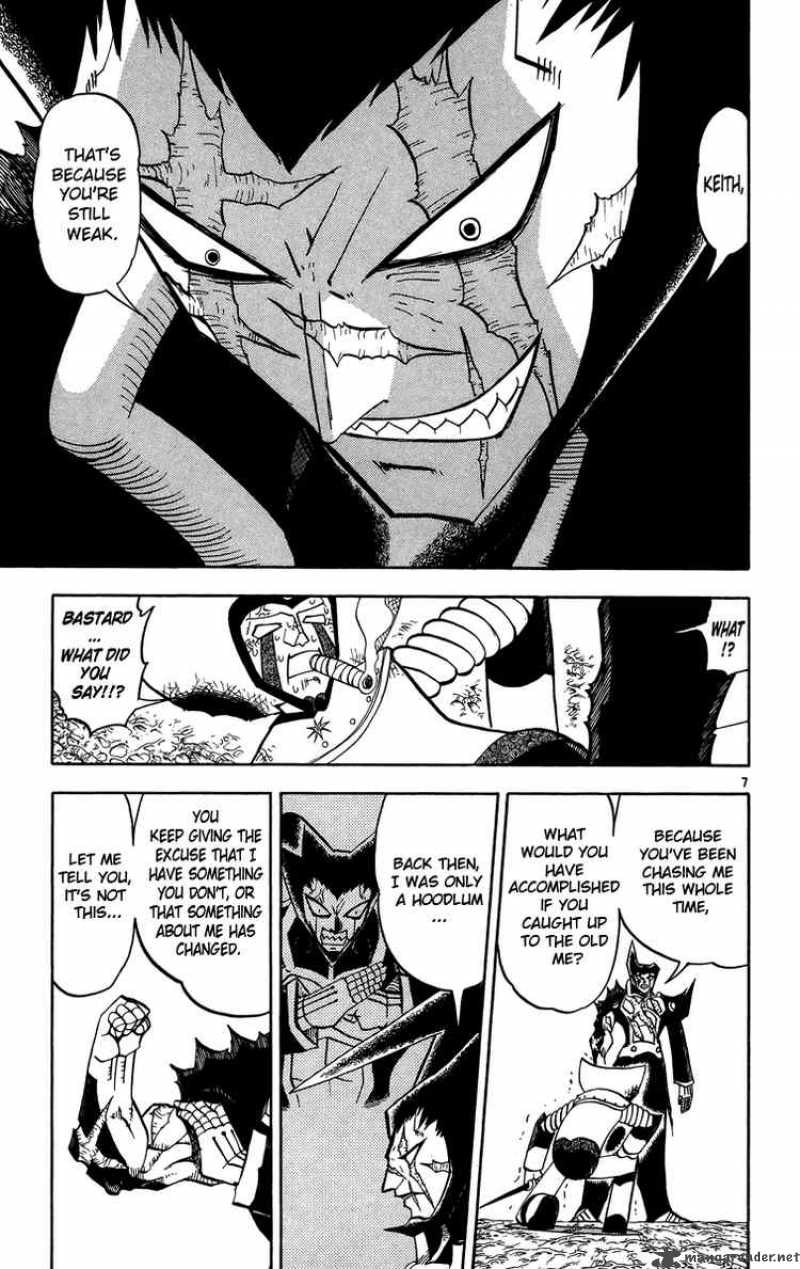 KEITH,
THAT'S
BECAUSE
YOU'RE
STILL
WEAK.
WHAT
!?
BASTARD
...
WHAT DID
YOU
SAY!!?
7
BECAUSE
YOU'VE BEEN
CHASING ME
THIS WHOLE
TIME,
WHAT
WOULD YOU
HAVE
ACCOMPLISHED
IF YOU
CAUGHT UP
TO THE OLD
ME?
BACK THEN,
I WAS ONLY
A HOODLUM...
YOU
KEEP GIVING THE
EXCUSE THAT I
HAVE SOMETHING
YOU DON'T, OR
THAT SOMETHING
ABOUT ME HAS
CHANGED.
LET ME
TELL YOU,
IT'S NOT
THIS...
mangareader.net